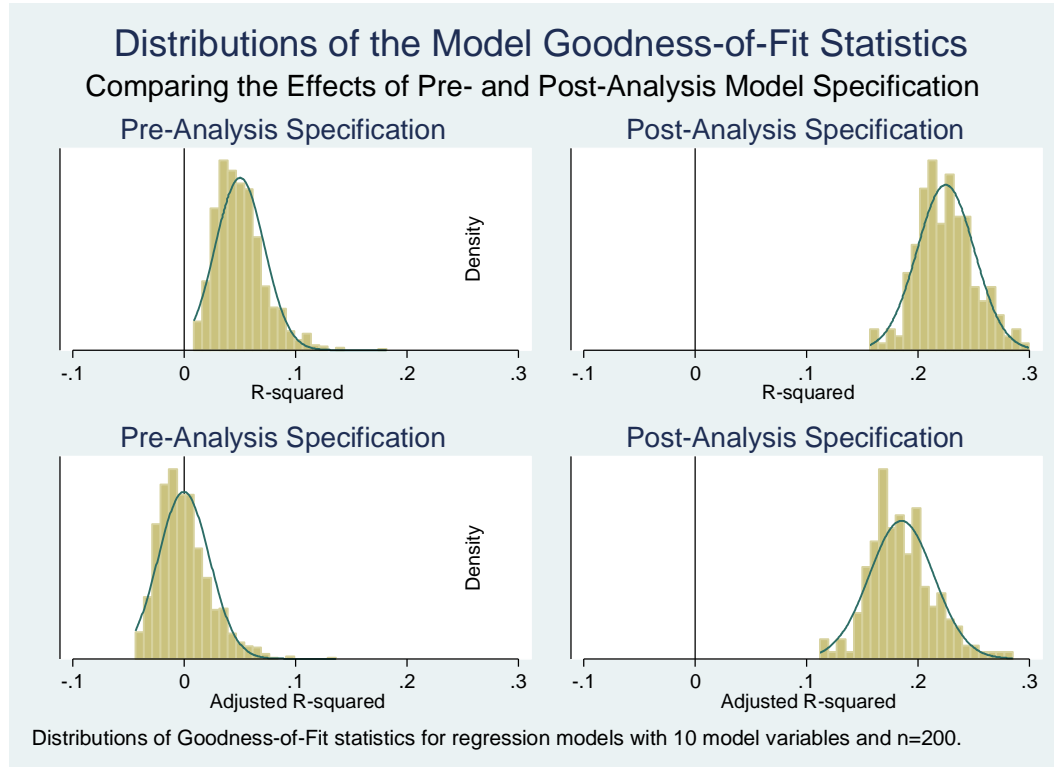 Distributions of the Model Goodness-of-Fit Statistics
Comparing the Effects of Pre- and Post-Analysis Model Specification
Pre-Analysis Specification
-.1 0 .1 .2 .3
R-squared
Post-Analysis Specification
Density
-.1 0 .1 .2 .3
R-squared
Pre-Analysis Specification
-.1 0 .1 .2 .3
Adjusted R-squared
Post-Analysis Specification
Density
-.1 0 .1 .2 .3
Adjusted R-squared
Distributions of Goodness-of-Fit statistics for regression models with 10 model variables and n=200.